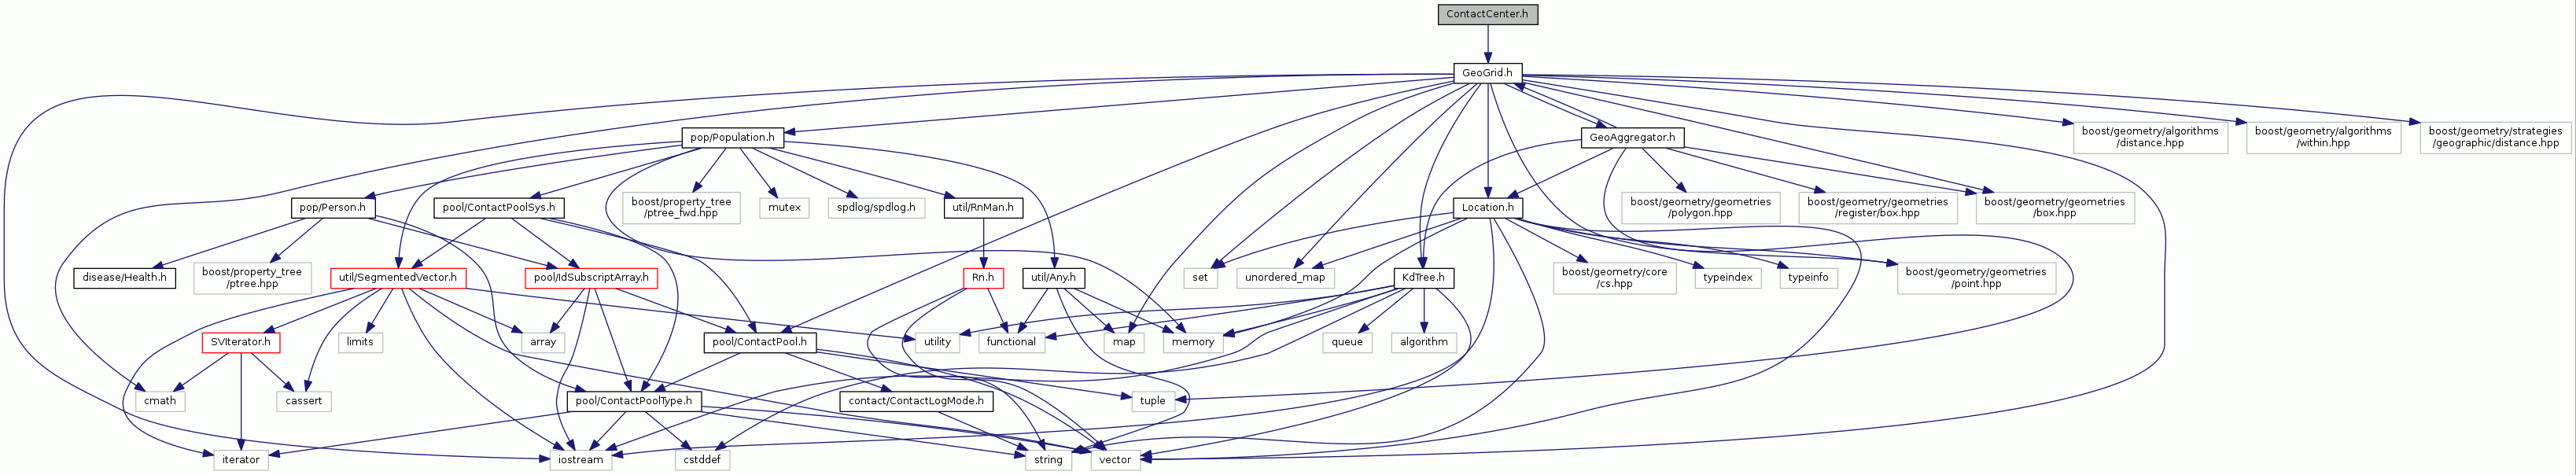 ContactCenter.h
GeoGrid.h
pop/Population.h
GeoAggregator.h
boost/geometry/algorithms
/distance.hpp
boost/geometry/algorithms
/within.hpp
boost/geometry/strategies
/geographic/distance.hpp
pop/Person.h
pool/ContactPoolSys.h
boost/property_tree
/ptree_fwd.hpp
mutex
spdlog/spdlog.h
util/RnMan.h
Location.h
boost/geometry/geometries
/polygon.hpp
boost/geometry/geometries
/register/box.hpp
boost/geometry/geometries
/box.hpp
disease/Health.h
boost/property_tree
/ptree.hpp
util/SegmentedVector.h
pool/IdSubscriptArray.h
Rn.h
util/Any.h
set
unordered_map
KdTree.h
boost/geometry/core
/cs.hpp
typeindex
typeinfo
boost/geometry/geometries
/point.hpp
SVIterator.h
limits
array
pool/ContactPool.h
utility
functional
map
memory
queue
algorithm
cmath
cassert
pool/ContactPoolType.h
contact/ContactLogMode.h
tuple
iterator
iostream
cstddef
string
vector